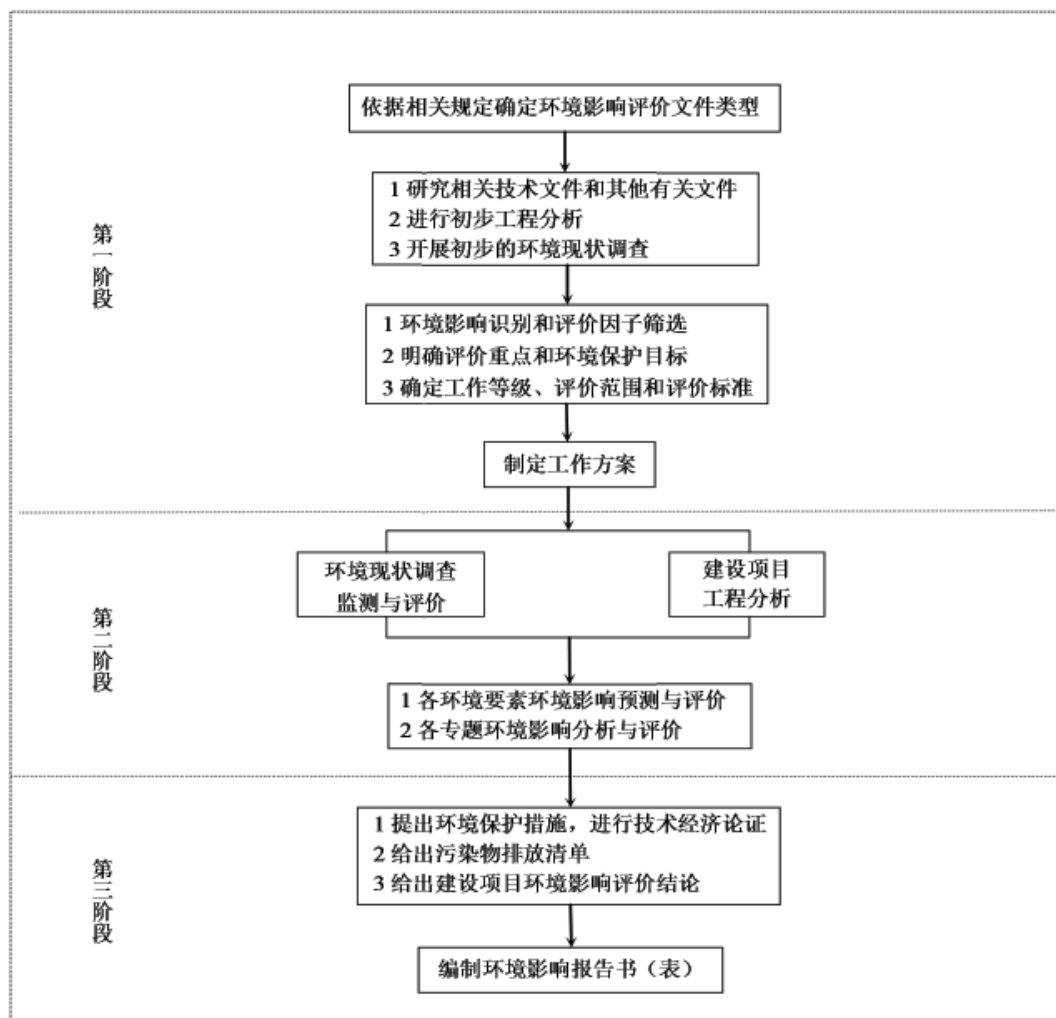 依据相关规定确定环境影响评价文件类型
1 研究相关技术文件和其他有关文件
2 进行初步工程分析
3 开展初步的环境现状调查
第一阶段
1 环境影响识别和评价因子筛选
2 明确评价重点和环境保护目标
3 确定工作等级、评价范围和评价标准
制定工作方案
环境现状调查
监测与评价
建设项目
工程分析
第二阶段
1 各环境要素环境影响预测与评价
2 各专题环境影响分析与评价
1 提出环境保护措施，进行技术经济论证
2 给出污染物排放清单
3 给出建设项目环境影响评价结论
第三阶段
编制环境影响报告书（表）